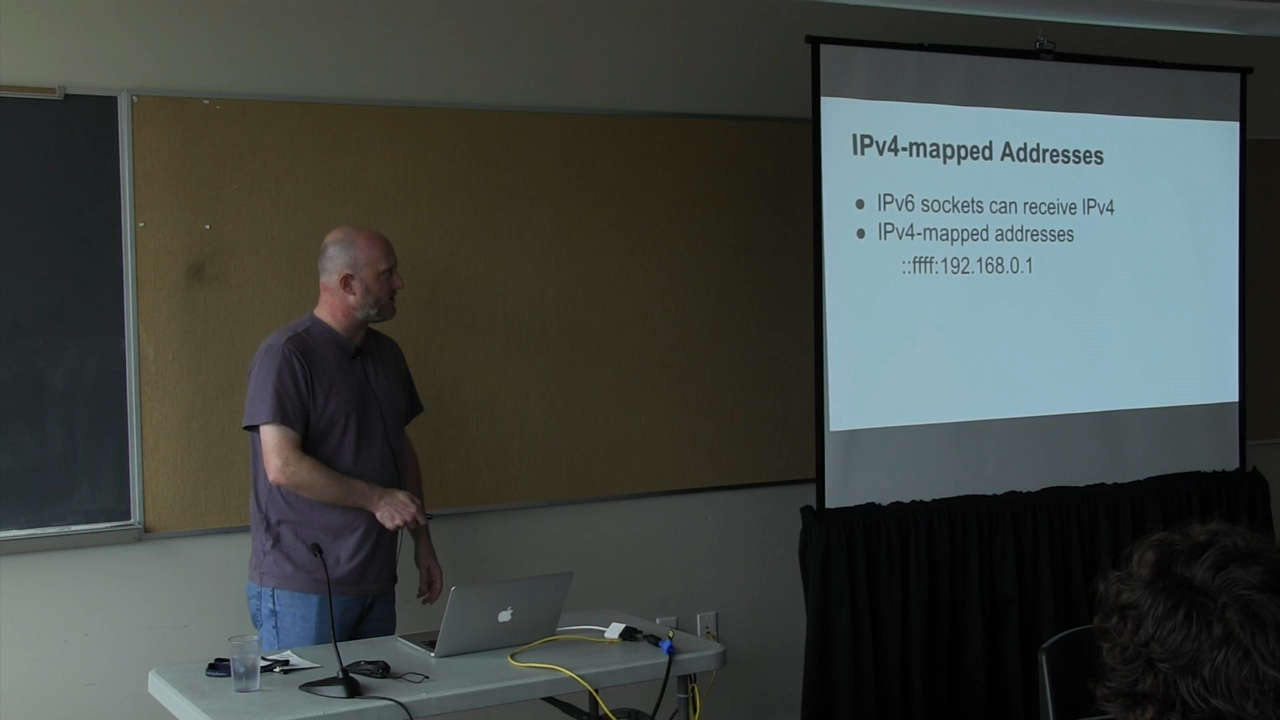 IPv4-mapped Addresses
● IPv6 sockets can receive IPv4
● IPv4-mapped addresses
::ffff:192.168.0.1